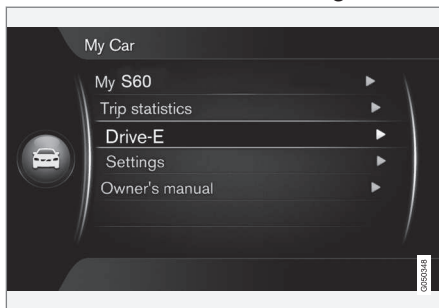 My Car
My S60
Trip statistics
Drive-E
Settings
Owner's manual
G050348